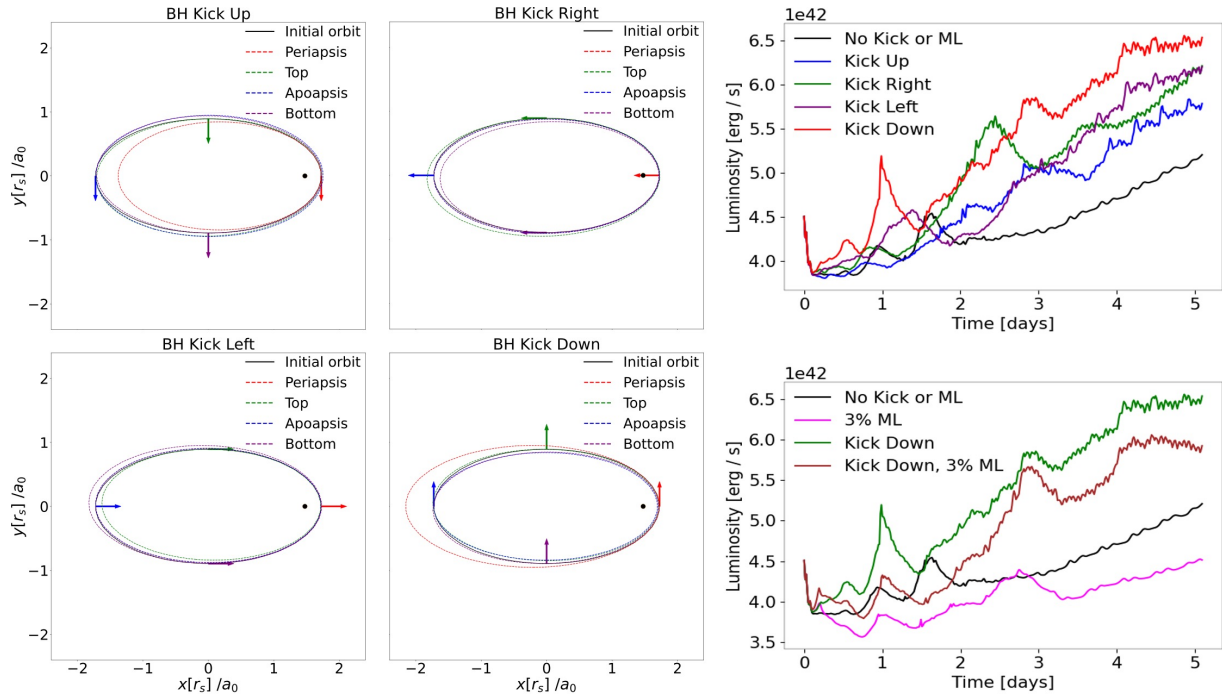 BH Kick Up
Initial orbit
Periapsis
Top
Apoapsis
Bottom
2
1
0
−1
−2
y[r_s] /a_0
BH Kick Right
Initial orbit
Periapsis
Top
Apoapsis
Bottom
1e42
No Kick or ML
Kick Up
Kick Right
Kick Left
Kick Down
6.5
6.0
5.5
5.0
4.5
4.0
Luminosity [erg / s]
0 1 2 3 4 5
Time [days]
BH Kick Left
Initial orbit
Periapsis
Top
Apoapsis
Bottom
2
1
0
−1
−2
y[r_s] /a_0
−2 −1 0 1 2
x[r_s] /a_0
BH Kick Down
Initial orbit
Periapsis
Top
Apoapsis
Bottom
−2 −1 0 1 2
x[r_s] /a_0
1e42
No Kick or ML
3% ML
Kick Down
Kick Down, 3% ML
6.5
6.0
5.5
5.0
4.5
4.0
3.5
Luminosity [erg / s]
0 1 2 3 4 5
Time [days]